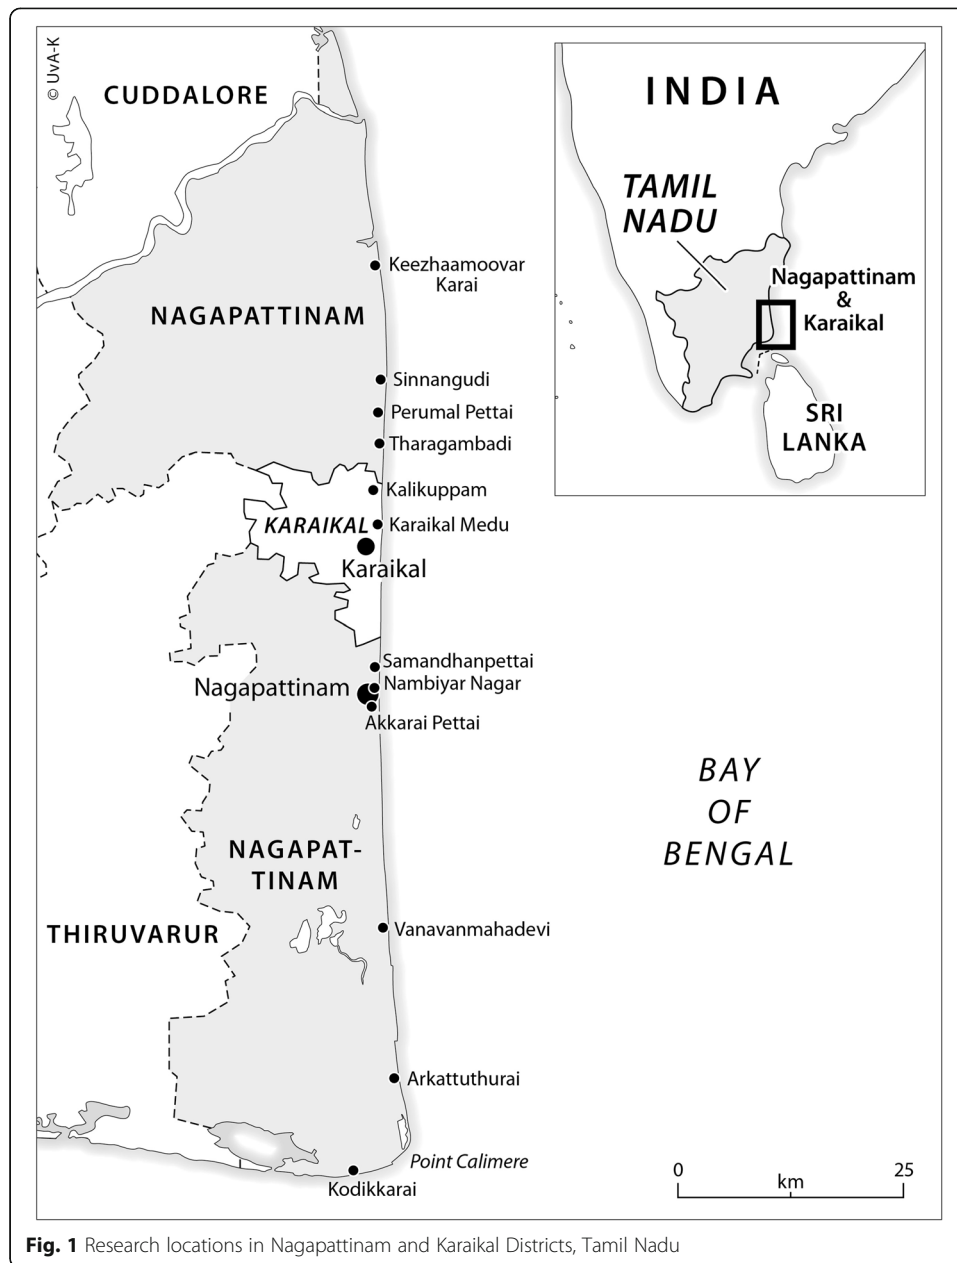 © UvA-K
CUDDALORE
INDIA
TAMIL
NADU
Nagapattinam
&
Karaikal
SRI
LANKA
Keezhaamoovar
Karai
NAGAPATTINAM
Sinnangudi
Perumal Pettai
Tharagambadi
Kalikuppam
KARAIKAL
Karaikal Medu
Karaikal
Samandhanpettai
Nagapattinam
Nambiyar Nagar
Akkarai Pettai
BAY
OF
BENGAL
NAGAPAT-
TINAM
THIRUVARUR
Vanavanmahadevi
Arkattuthurai
Point Calimere
Kodikkarai
0 25
km
Fig. 1 Research locations in Nagapattinam and Karaikal Districts, Tamil Nadu